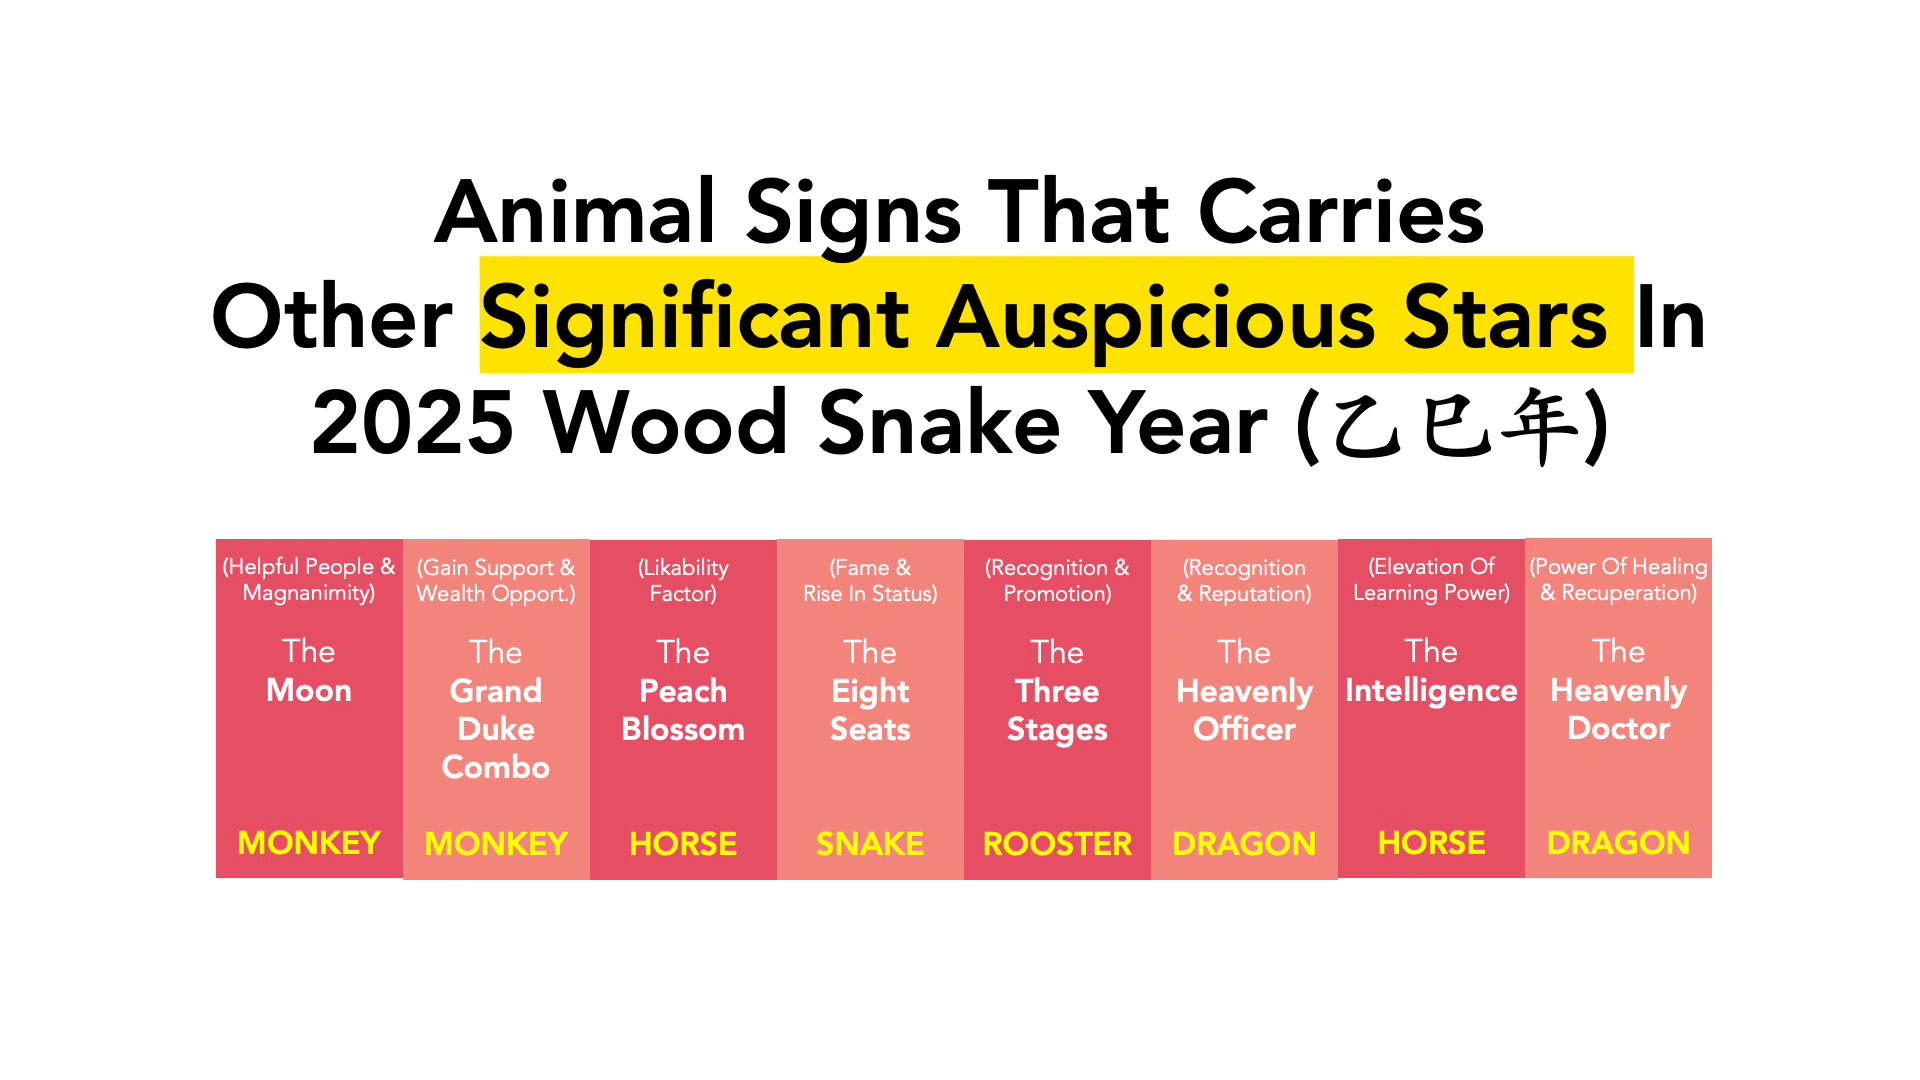 Animal Signs That Carries
Other Significant Auspicious Stars In
2025 Wood Snake Year (乙巳年)
(Helpful People &
Magnanimity)
The
Moon
MONKEY
(Gain Support &
Wealth Opport.)
The
Grand
Duke
Combo
MONKEY
(Likability
Factor)
The
Peach
Blossom
HORSE
(Fame &
Rise In Status)
The
Eight
Seats
SNAKE
(Recognition &
Promotion)
The
Three
Stages
ROOSTER
(Recognition
& Reputation)
The
Heavenly
Officer
DRAGON
(Elevation Of
Learning Power)
The
Intelligence
HORSE
(Power Of Healing
& Recuperation)
The
Heavenly
Doctor
DRAGON